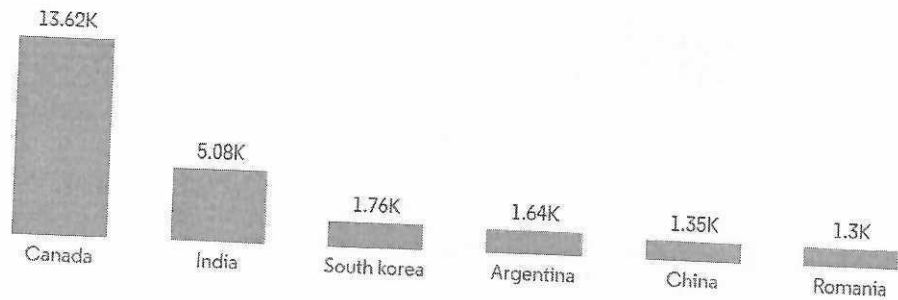 13.62K
5.08K
1.76K
1.64K
1.35K
1.3K
Canada
India
South korea
Argentina
China
Romania